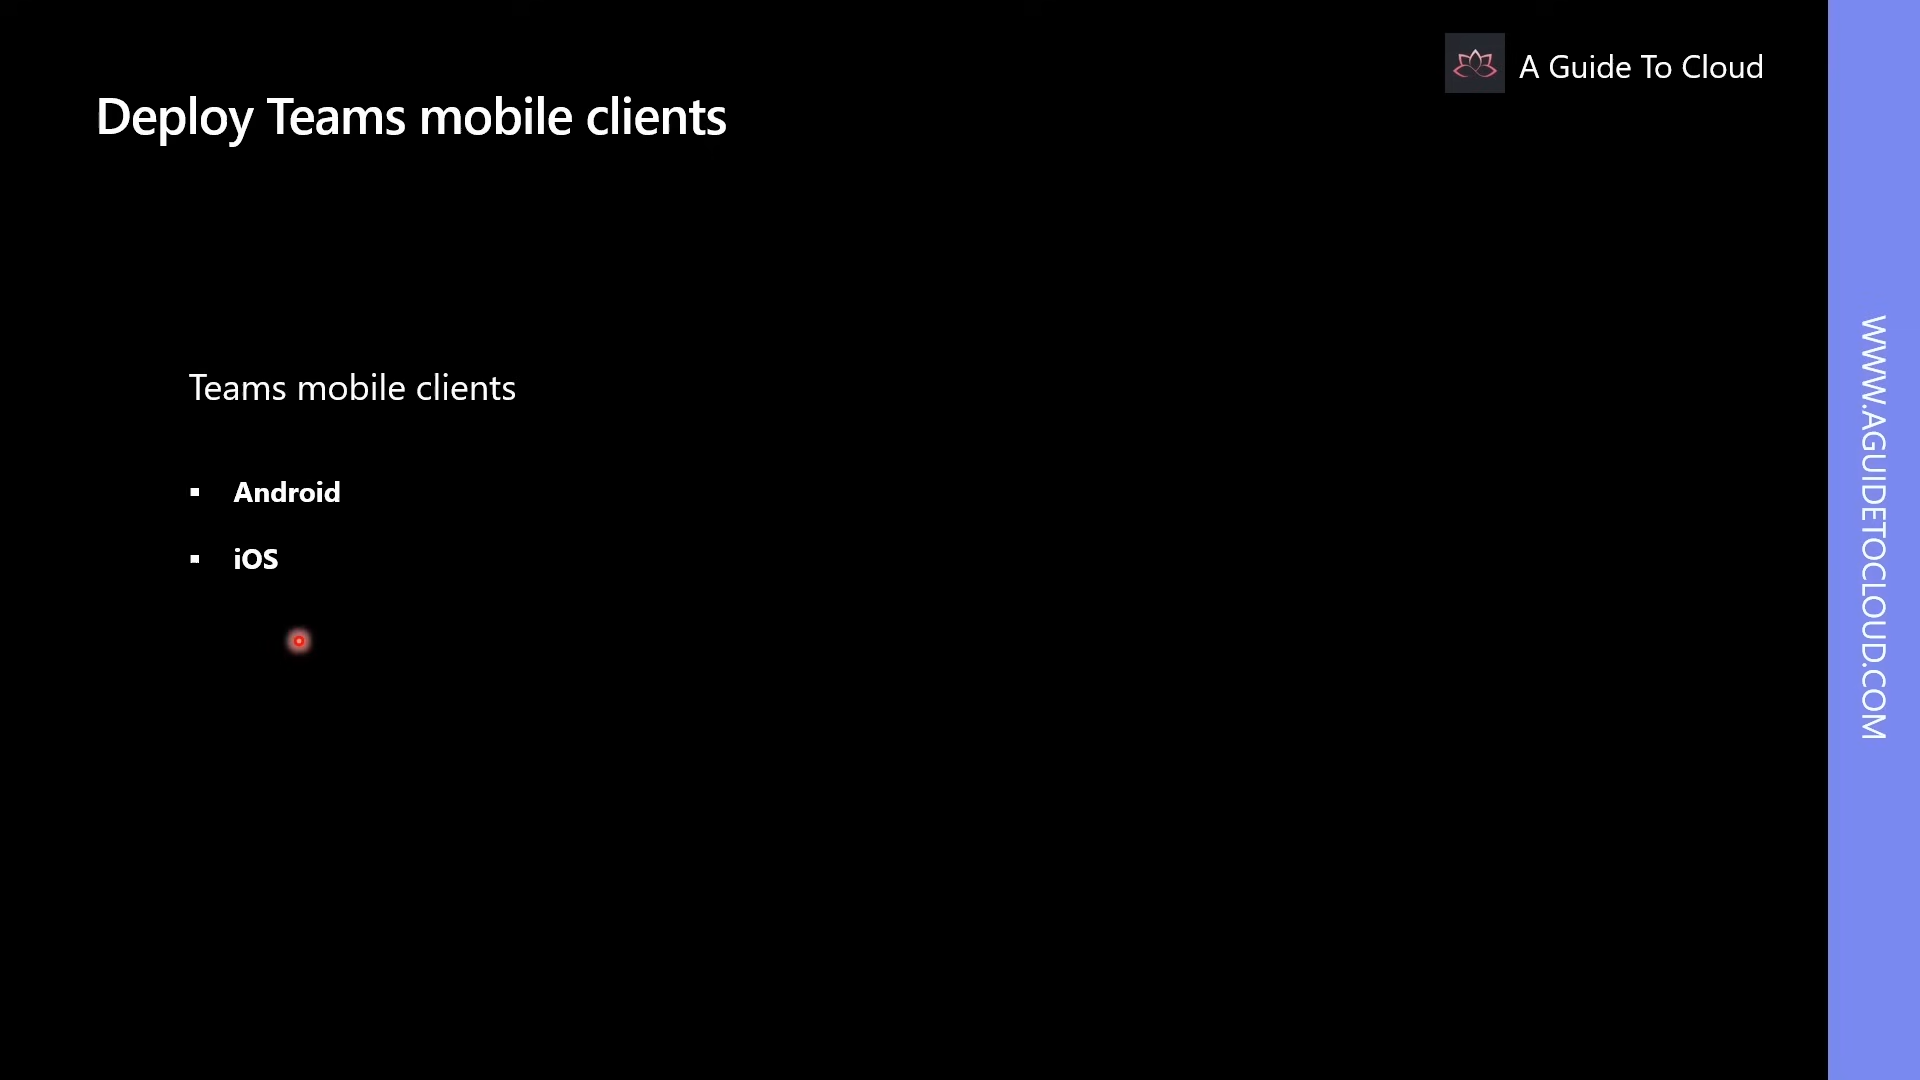 A Guide To Cloud
Deploy Teams mobile clients
Teams mobile clients
▪ Android
▪ iOS
WWW.AGUIDETOCLOUD.COM